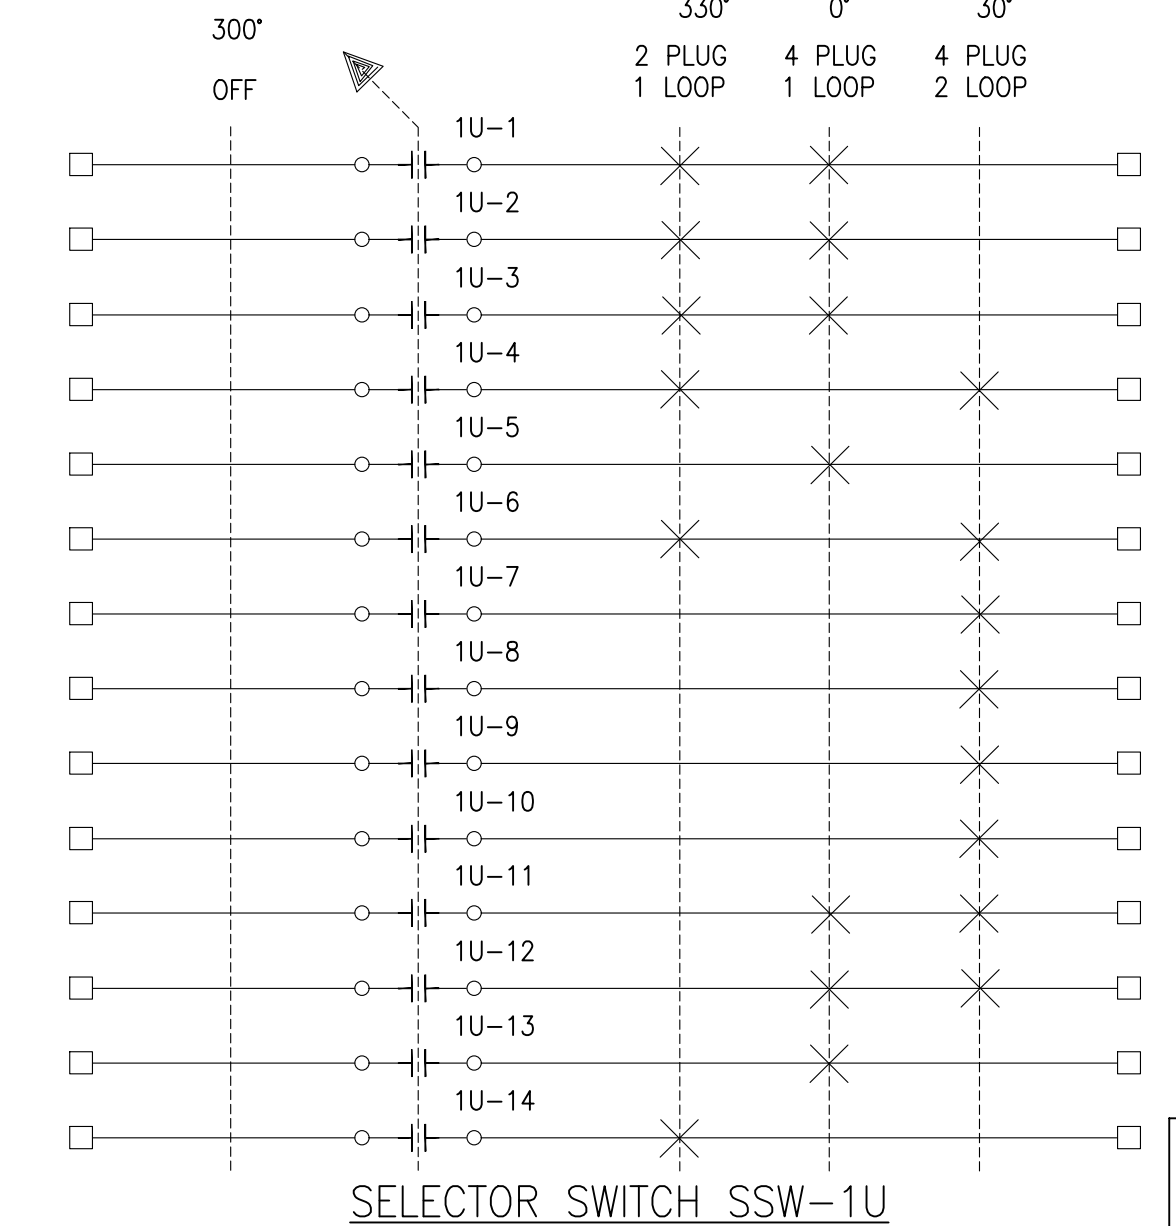 330° 0° 30°
300°
2 PLUG 4 PLUG 4 PLUG
1 LOOP 1 LOOP 2 LOOP
OFF
1U-1
1U-2
1U-3
1U-4
1U-5
1U-6
1U-7
1U-8
1U-9
1U-10
1U-11
1U-12
1U-13
1U-14
SELECTOR SWITCH SSW-1U